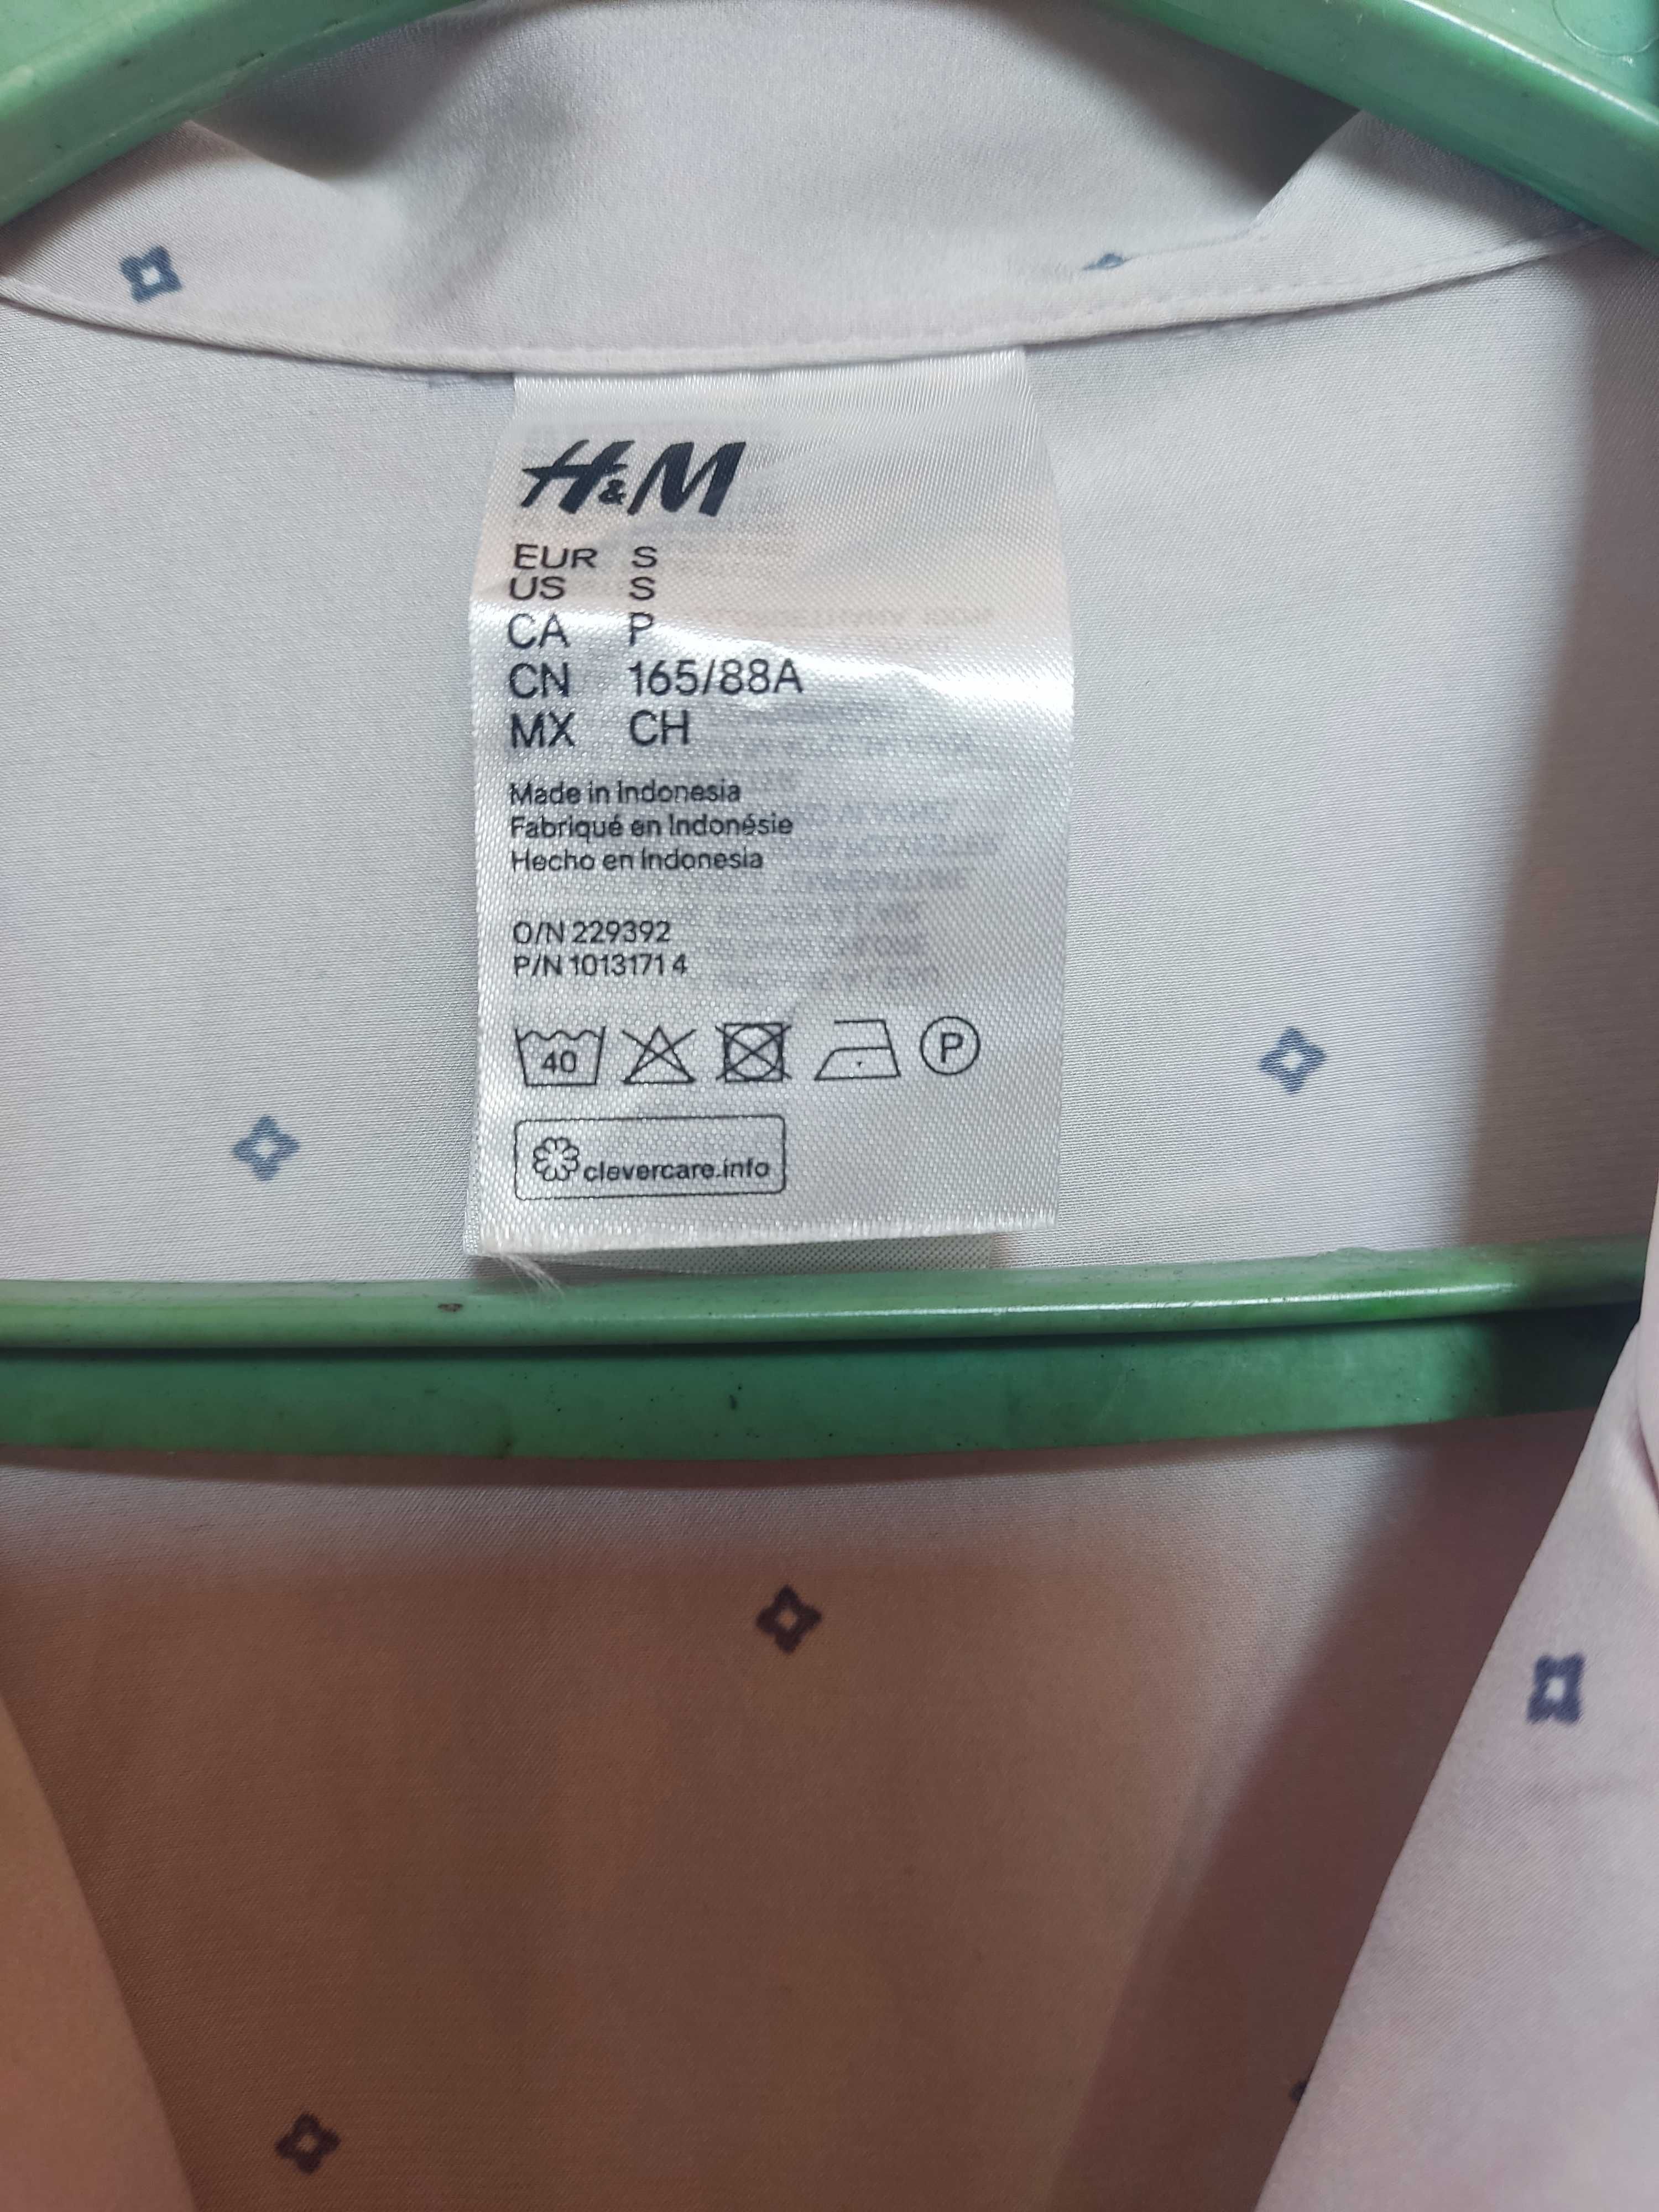 H&M
EUR S
US S
CA P
CN 165/88A
MX CH
Made in Indonesia
Fabriqué en Indonésie
Hecho en Indonesia
O/N 229392
P/N 1013171 4
40 P
clevercare.info